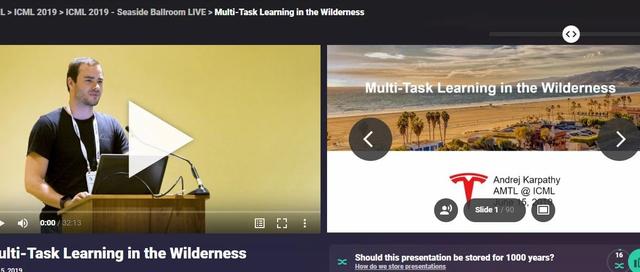 L > ICML 2019 > ICML 2019 - Seaside Ballroom LIVE > Multi-Task Learning in the Wilderness
Multi-Task Learning in the Wilderness
Andrej Karpathy
AMTL @ ICML
June 15, 2019
0:00 / 32:13
Slide 1 / 90
ulti-Task Learning in the Wilderness
5, 2019
Should this presentation be stored for 1000 years?
How do we store presentations
16